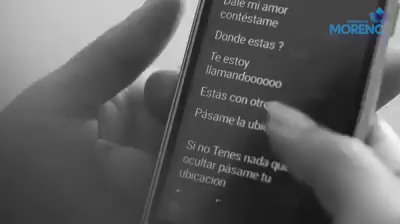 Dale mi amor
contéstame
Donde estas ?
Te estoy
llamandoooooo
Estás con otro
Pásame la ubi
Si no Tenes nada que
ocultar pásame tu
ubicacion
MORENO